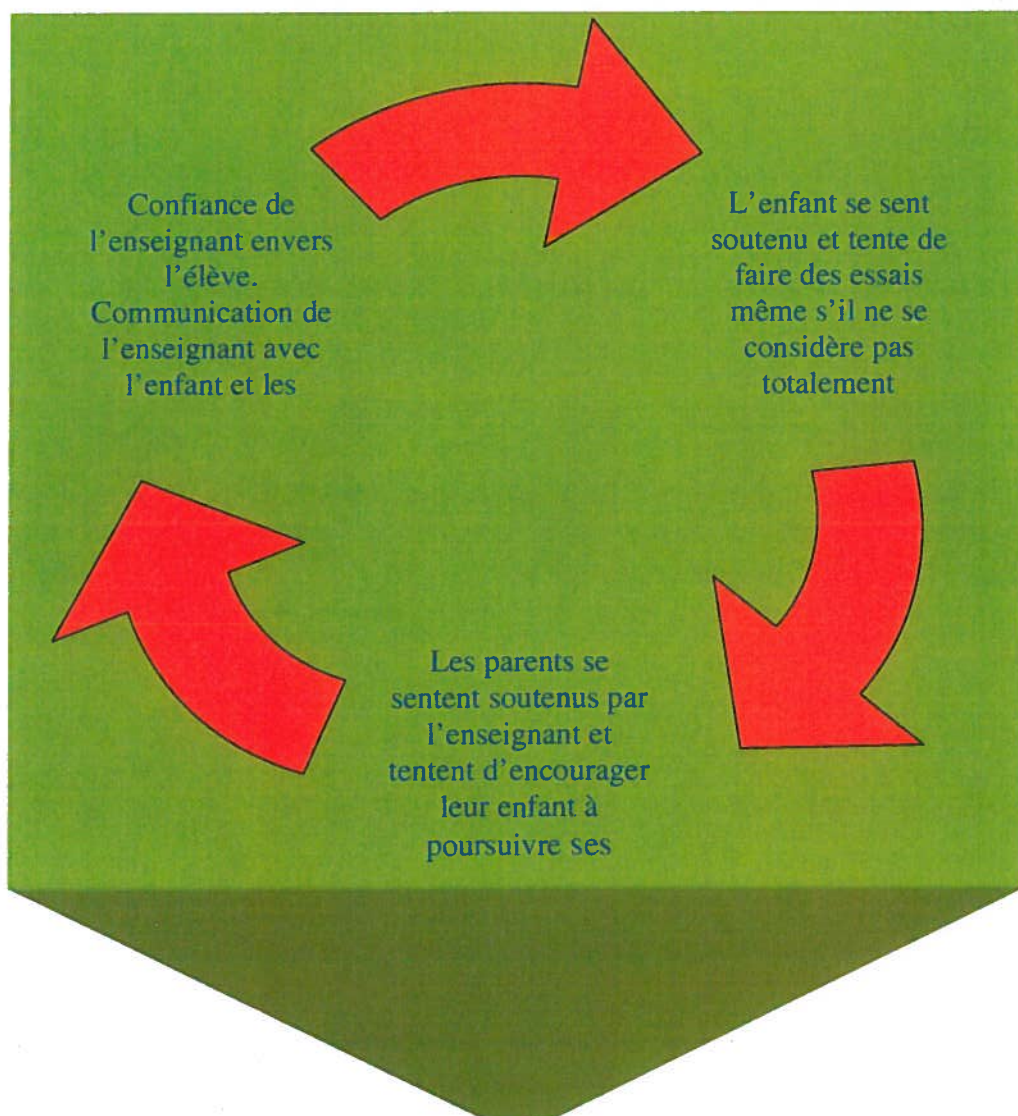 Confiance de
l'enseignant envers
l'élève.
Communication de
l'enseignant avec
l'enfant et les
L'enfant se sent
soutenu et tente de
faire des essais
même s'il ne se
considère pas
totalement
Les parents se
sentent soutenus par
l'enseignant et
tentent d'encourager
leur enfant à
poursuivre ses